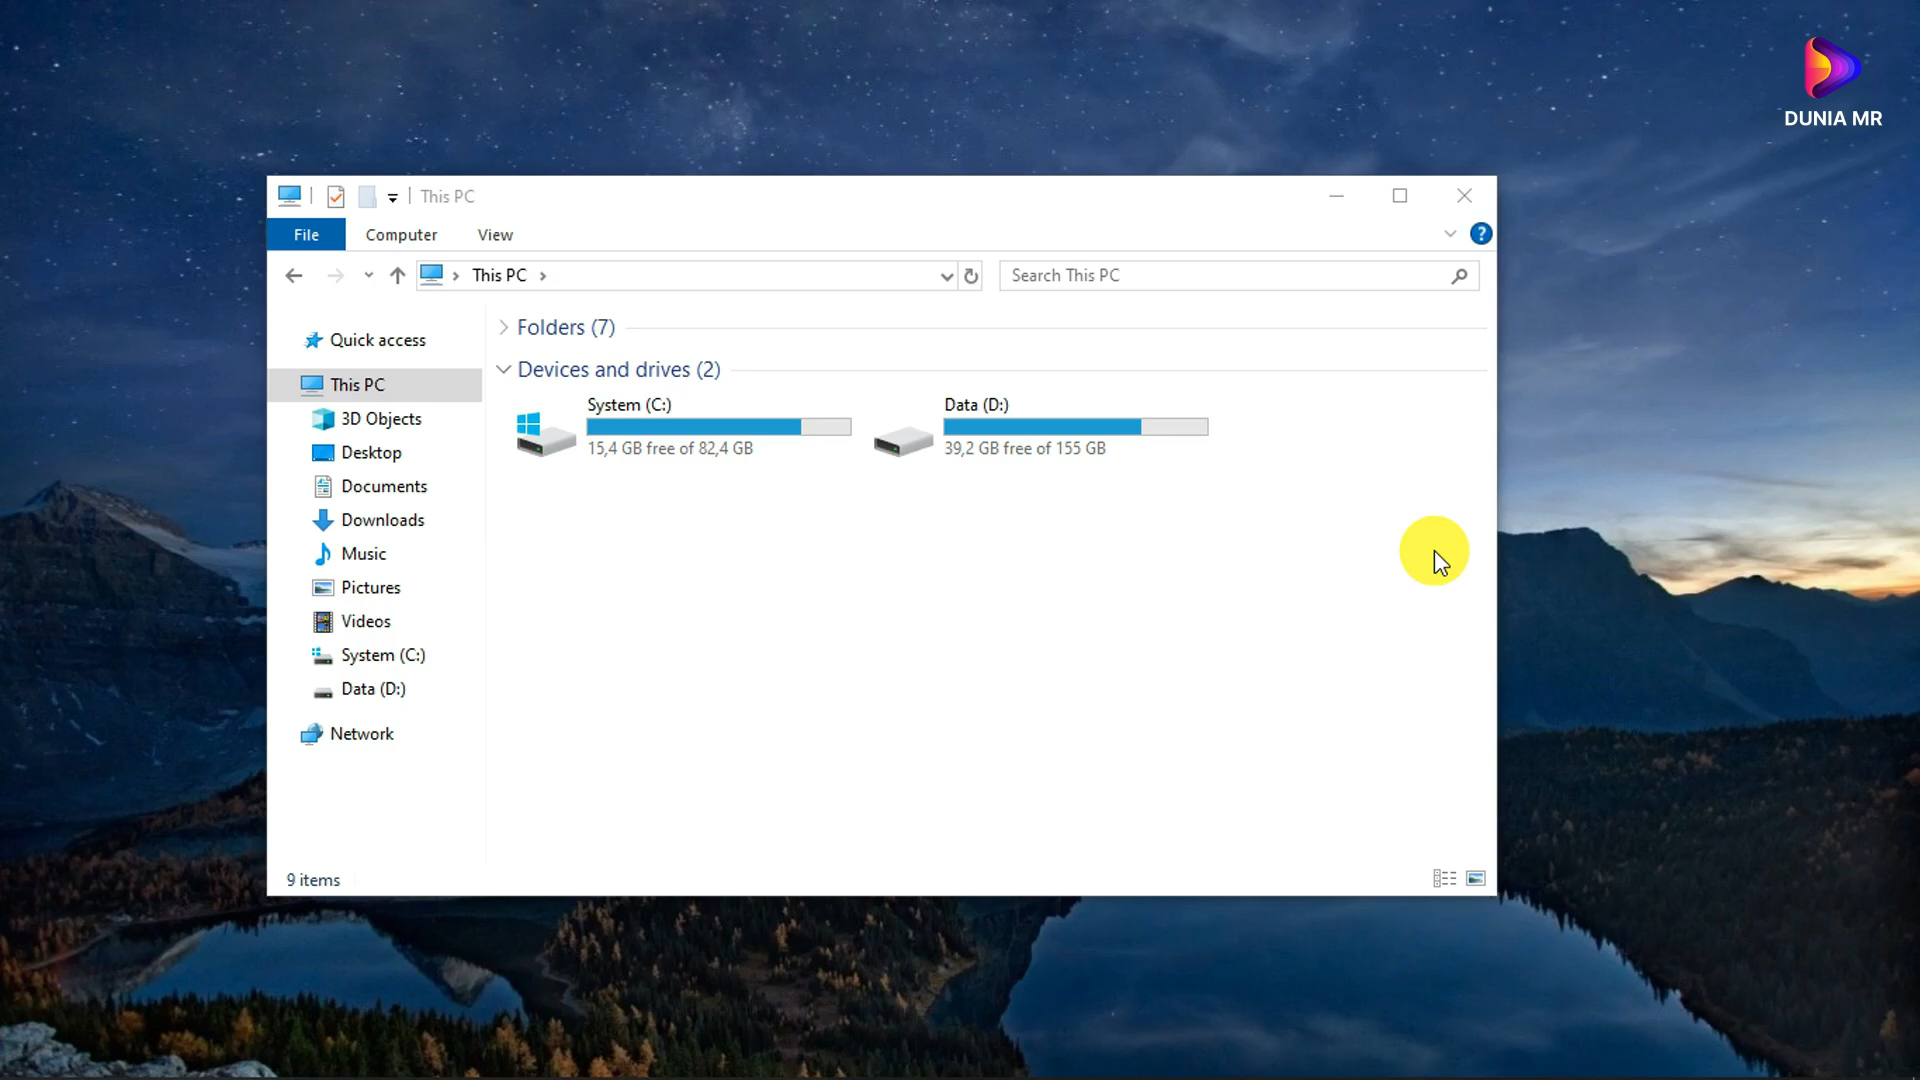 DUNIA MR
This PC
File Computer View
This PC
Search This PC
Quick access
This PC
3D Objects
Desktop
Documents
Downloads
Music
Pictures
Videos
System (C:)
Data (D:)
Network
Folders (7)
Devices and drives (2)
System (C:)
15,4 GB free of 82,4 GB
Data (D:)
39,2 GB free of 155 GB
9 items